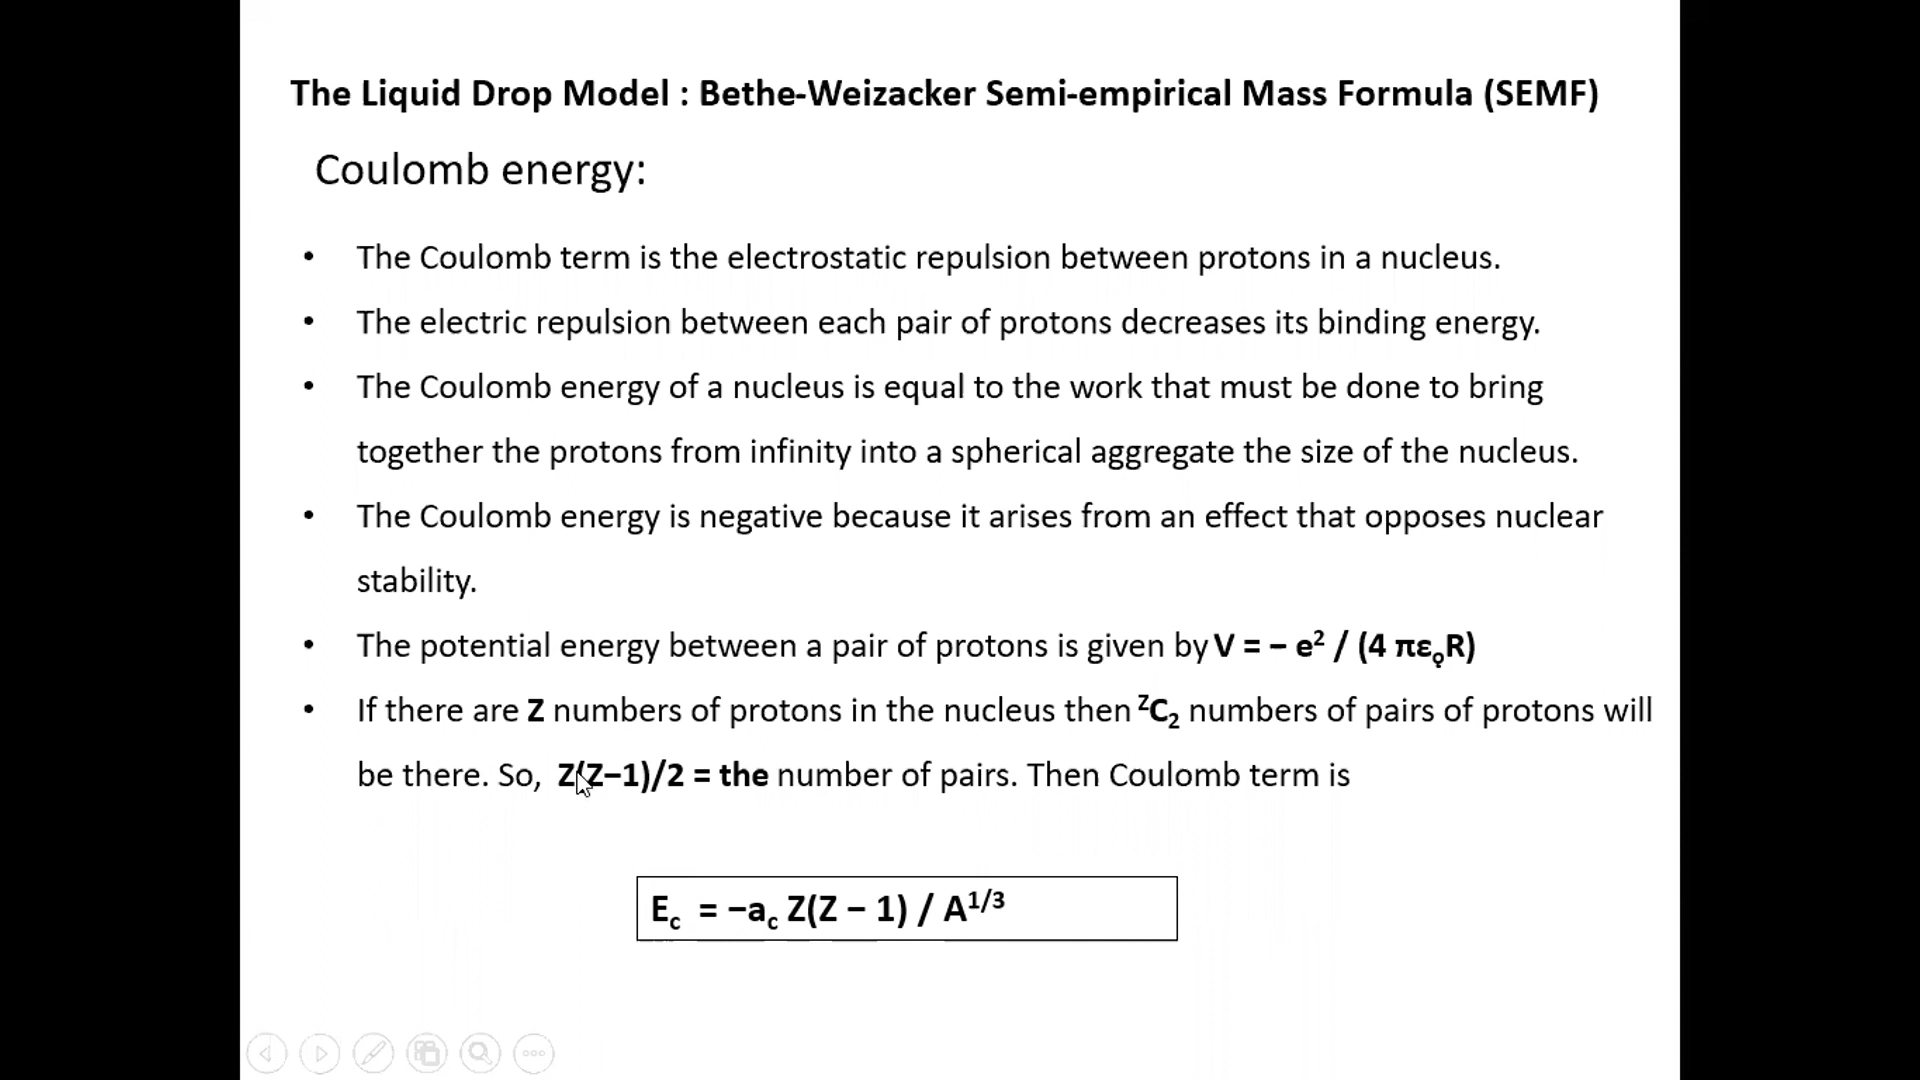 The Liquid Drop Model : Bethe-Weizacker Semi-empirical Mass Formula (SEMF)
Coulomb energy:
• The Coulomb term is the electrostatic repulsion between protons in a nucleus.
• The electric repulsion between each pair of protons decreases its binding energy.
• The Coulomb energy of a nucleus is equal to the work that must be done to bring
together the protons from infinity into a spherical aggregate the size of the nucleus.
• The Coulomb energy is negative because it arises from an effect that opposes nuclear
stability.
• The potential energy between a pair of protons is given by V = − e² / (4 πε₀R)
• If there are Z numbers of protons in the nucleus then ᶻC₂ numbers of pairs of protons will
be there. So, Z(Z−1)/2 = the number of pairs. Then Coulomb term is
E_c = −a_c Z(Z − 1) / A^1/3